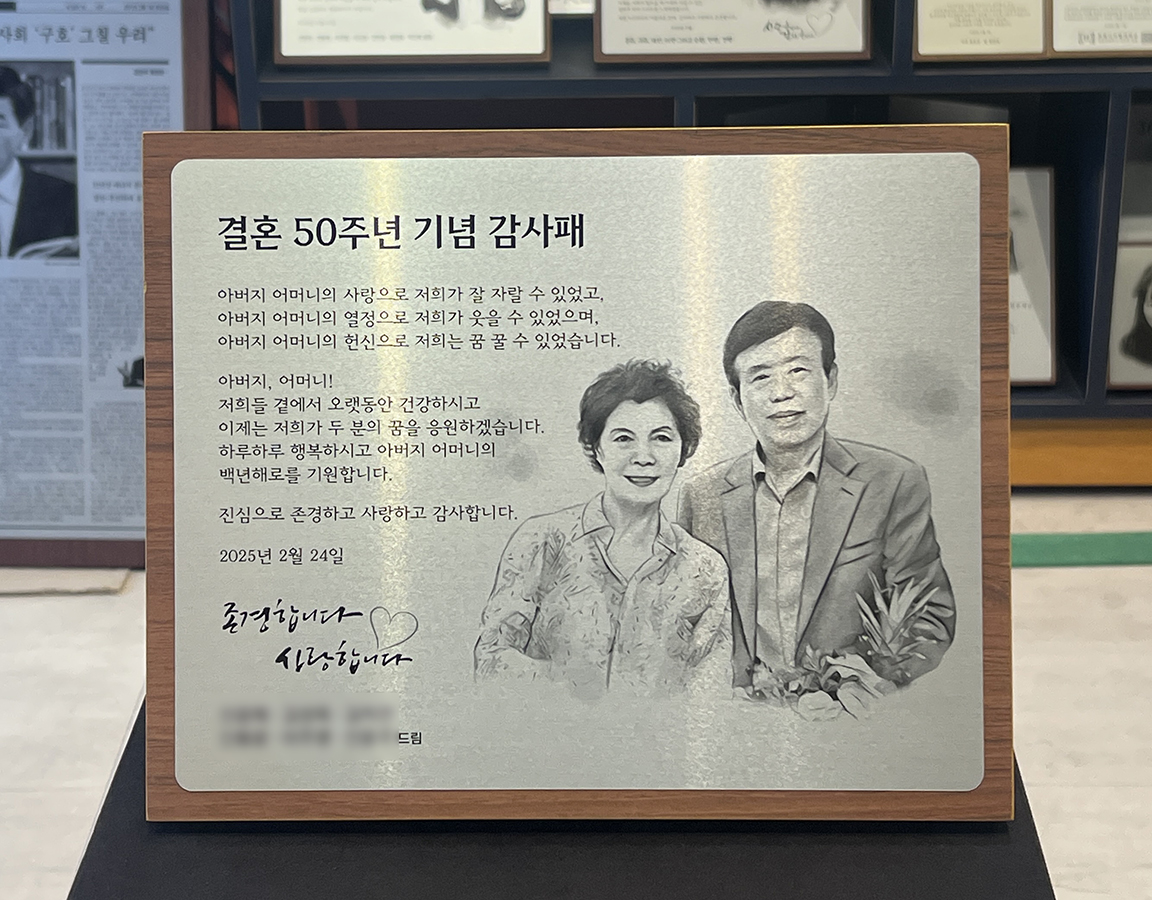 자회 '구호' 그칠 우려"
결혼 50주년 기념 감사패
아버지 어머니의 사랑으로 저희가 잘 자랄 수 있었고,
아버지 어머니의 열정으로 저희가 웃을 수 있었으며,
아버지 어머니의 헌신으로 저희는 꿈 꿀 수 있었습니다.
아버지, 어머니!
저희들 곁에서 오랫동안 건강하시고
이제는 저희가 두 분의 꿈을 응원하겠습니다.
하루하루 행복하시고 아버지 어머니의
백년해로를 기원합니다.
진심으로 존경하고 사랑하고 감사합니다.
2025년 2월 24일
존경합니다
사랑합니다
드림